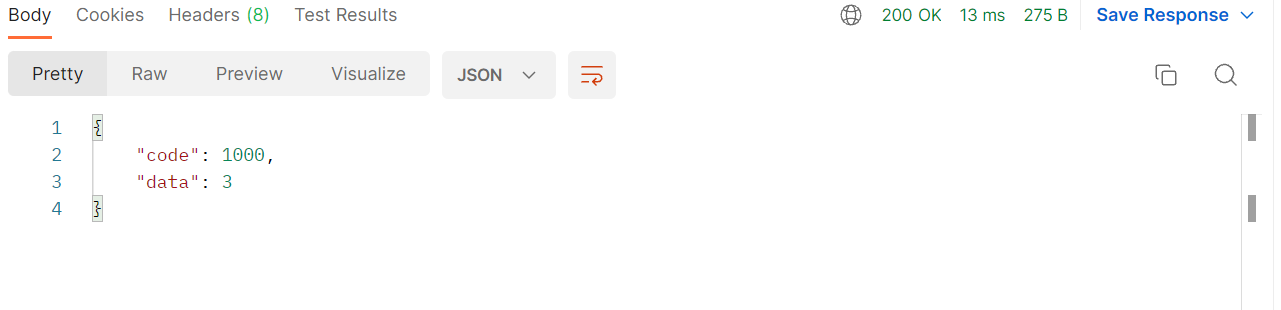 Body Cookies Headers (8) Test Results 200 OK 13 ms 275 B Save Response
Pretty Raw Preview Visualize JSON
1 {
2 "code": 1000,
3 "data": 3
4 }